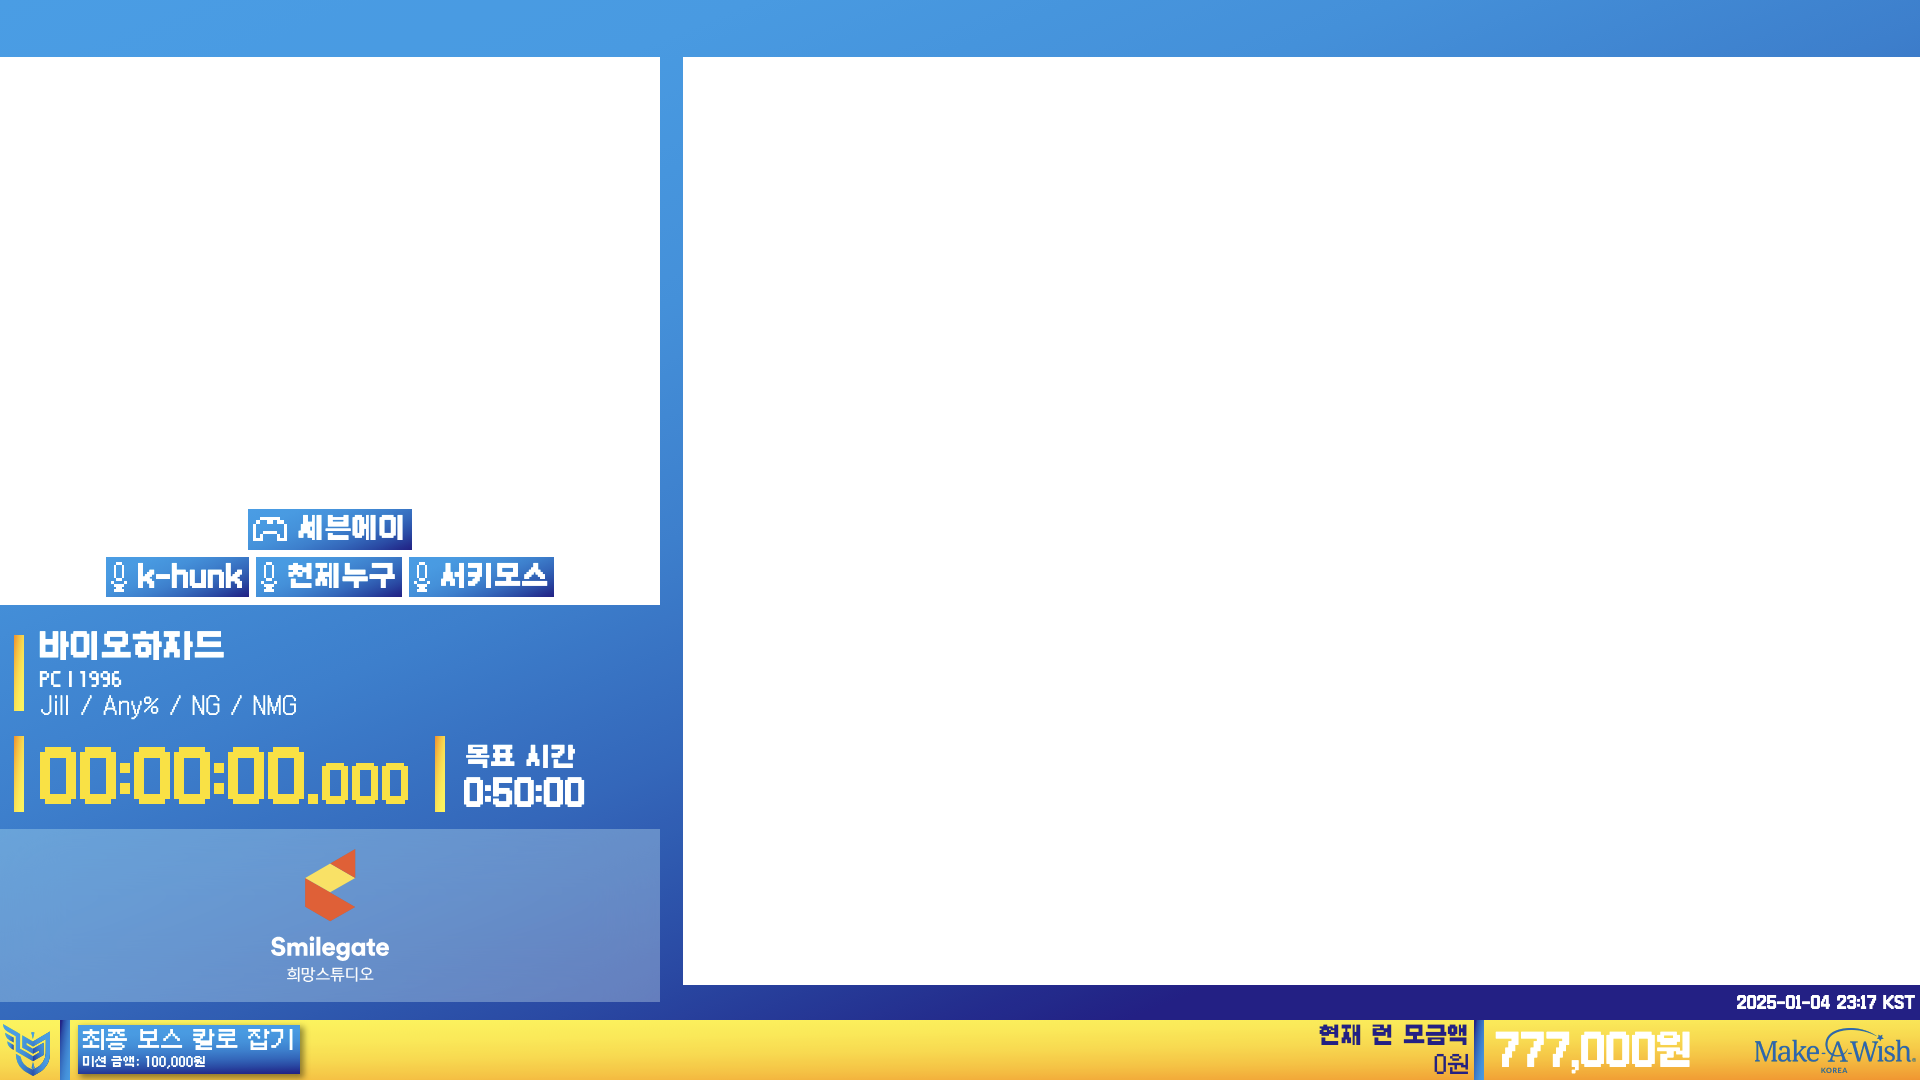 세븐에이
k-hunk 천제누구 서키모스
바이오하자드
PC | 1996
Jill / Any% / NG / NMG
00:00:00.000
목표 시간
0:50:00
Smilegate
희망스튜디오
2025-01-04 23:17 KST
최종 보스 칼로 잡기
미션 금액: 100,000원
현재 런 모금액
0원
777,000원
Make-A-Wish.
KOREA